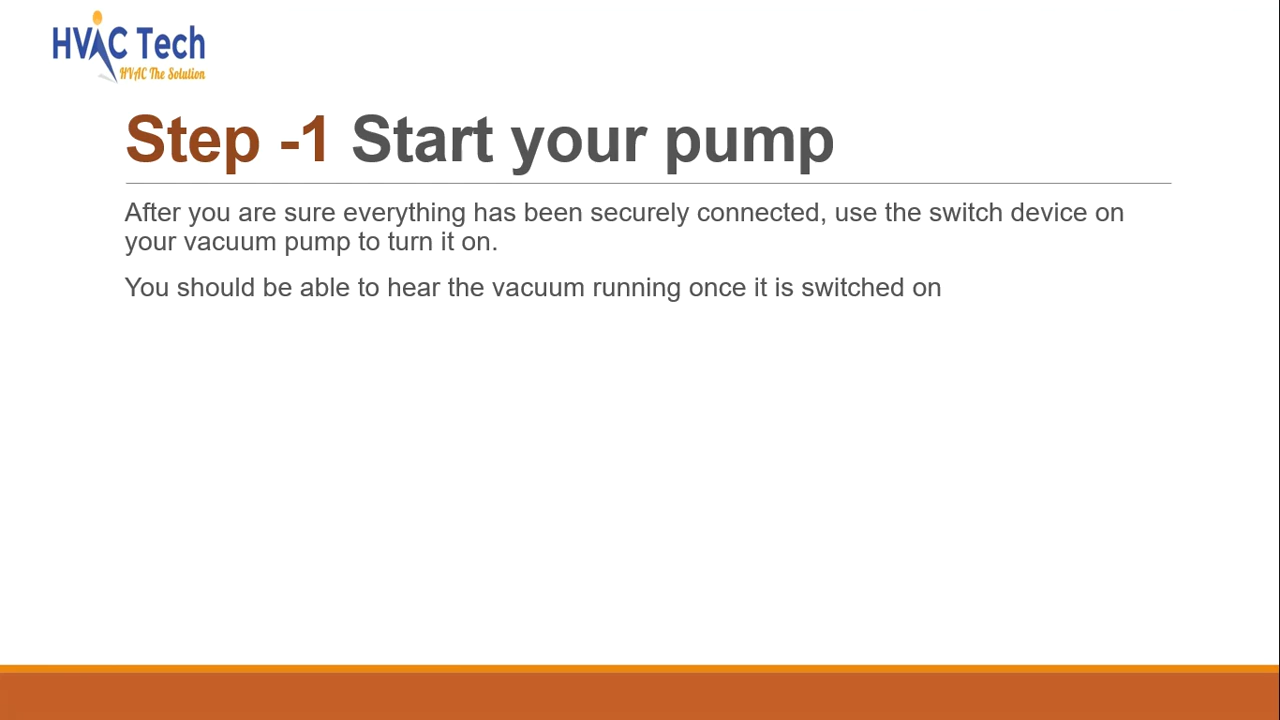 HVAC Tech
HVAC The Solution
Step -1 Start your pump
After you are sure everything has been securely connected, use the switch device on
your vacuum pump to turn it on.
You should be able to hear the vacuum running once it is switched on